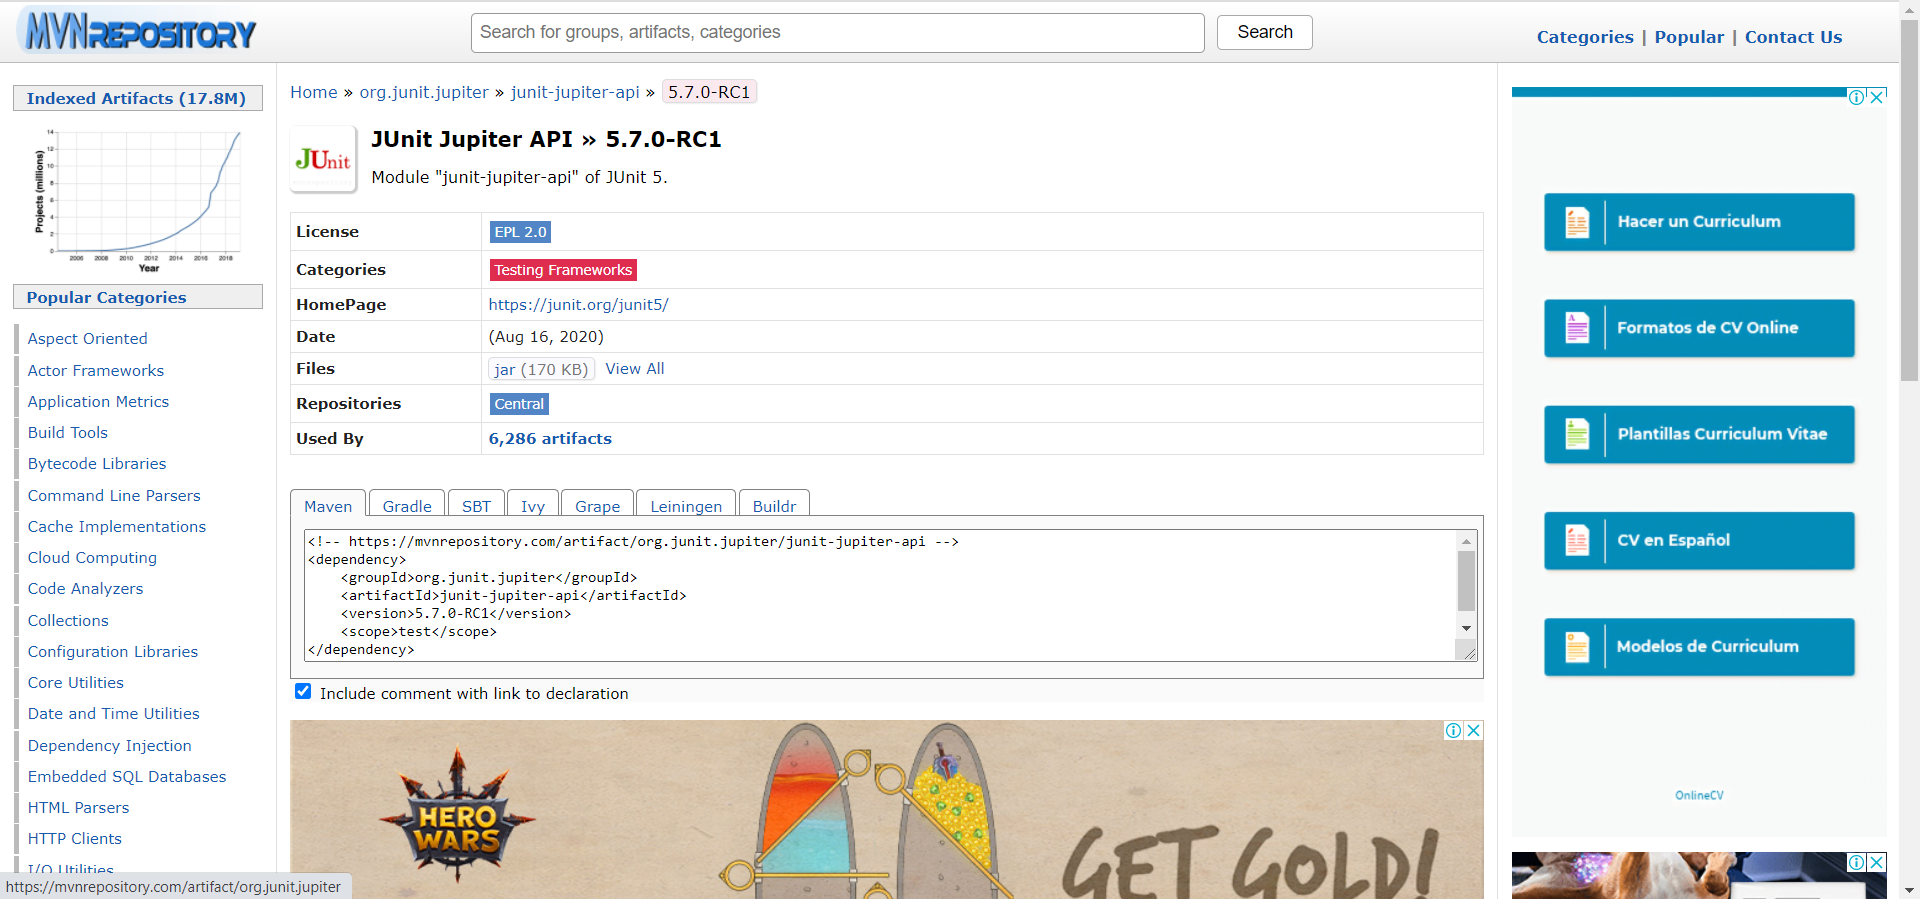 MVNREPOSITORY
Search for groups, artifacts, categories
Search
Categories | Popular | Contact Us
Indexed Artifacts (17.8M)
Projects (millions)
14
12
10
8
6
4
2
0
2006 2008 2010 2012 2014 2016 2018
Year
Popular Categories
Aspect Oriented
Actor Frameworks
Application Metrics
Build Tools
Bytecode Libraries
Command Line Parsers
Cache Implementations
Cloud Computing
Code Analyzers
Collections
Configuration Libraries
Core Utilities
Date and Time Utilities
Dependency Injection
Embedded SQL Databases
HTML Parsers
HTTP Clients
I/O Utilities
https://mvnrepository.com/artifact/org.junit.jupiter
Home » org.junit.jupiter » junit-jupiter-api » 5.7.0-RC1
JUnit
JUnit Jupiter API » 5.7.0-RC1
Module "junit-jupiter-api" of JUnit 5.
License EPL 2.0
Categories Testing Frameworks
HomePage https://junit.org/junit5/
Date (Aug 16, 2020)
Files jar (170 KB) View All
Repositories Central
Used By 6,286 artifacts
Maven Gradle SBT Ivy Grape Leiningen Buildr
<!-- https://mvnrepository.com/artifact/org.junit.jupiter/junit-jupiter-api -->
<dependency>
<groupId>org.junit.jupiter</groupId>
<artifactId>junit-jupiter-api</artifactId>
<version>5.7.0-RC1</version>
<scope>test</scope>
</dependency>
Include comment with link to declaration
HERO
WARS
GET GOLD!
Hacer un Curriculum
Formatos de CV Online
Plantillas Curriculum Vitae
CV en Español
Modelos de Curriculum
OnlineCV